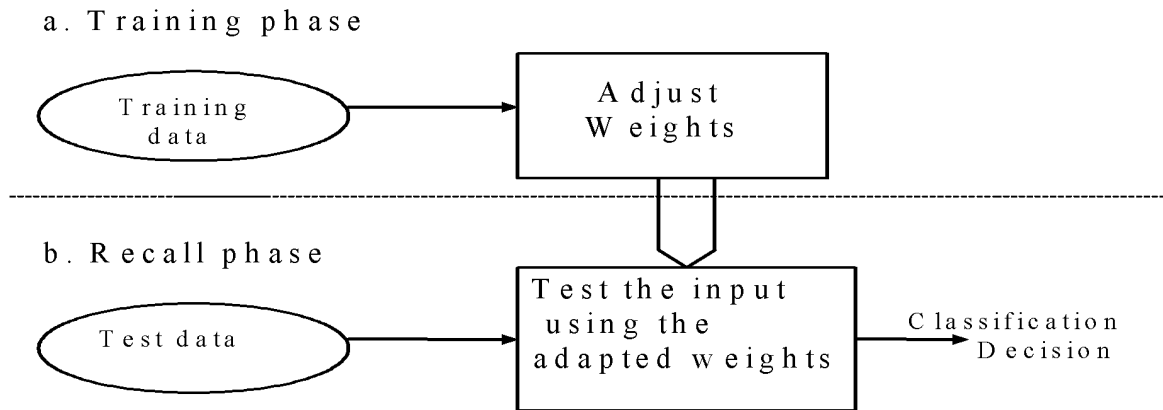 a. Training phase
Training
data
Adjust
Weights
b. Recall phase
Test data
Test the input
using the
adapted weights
Classification
Decision